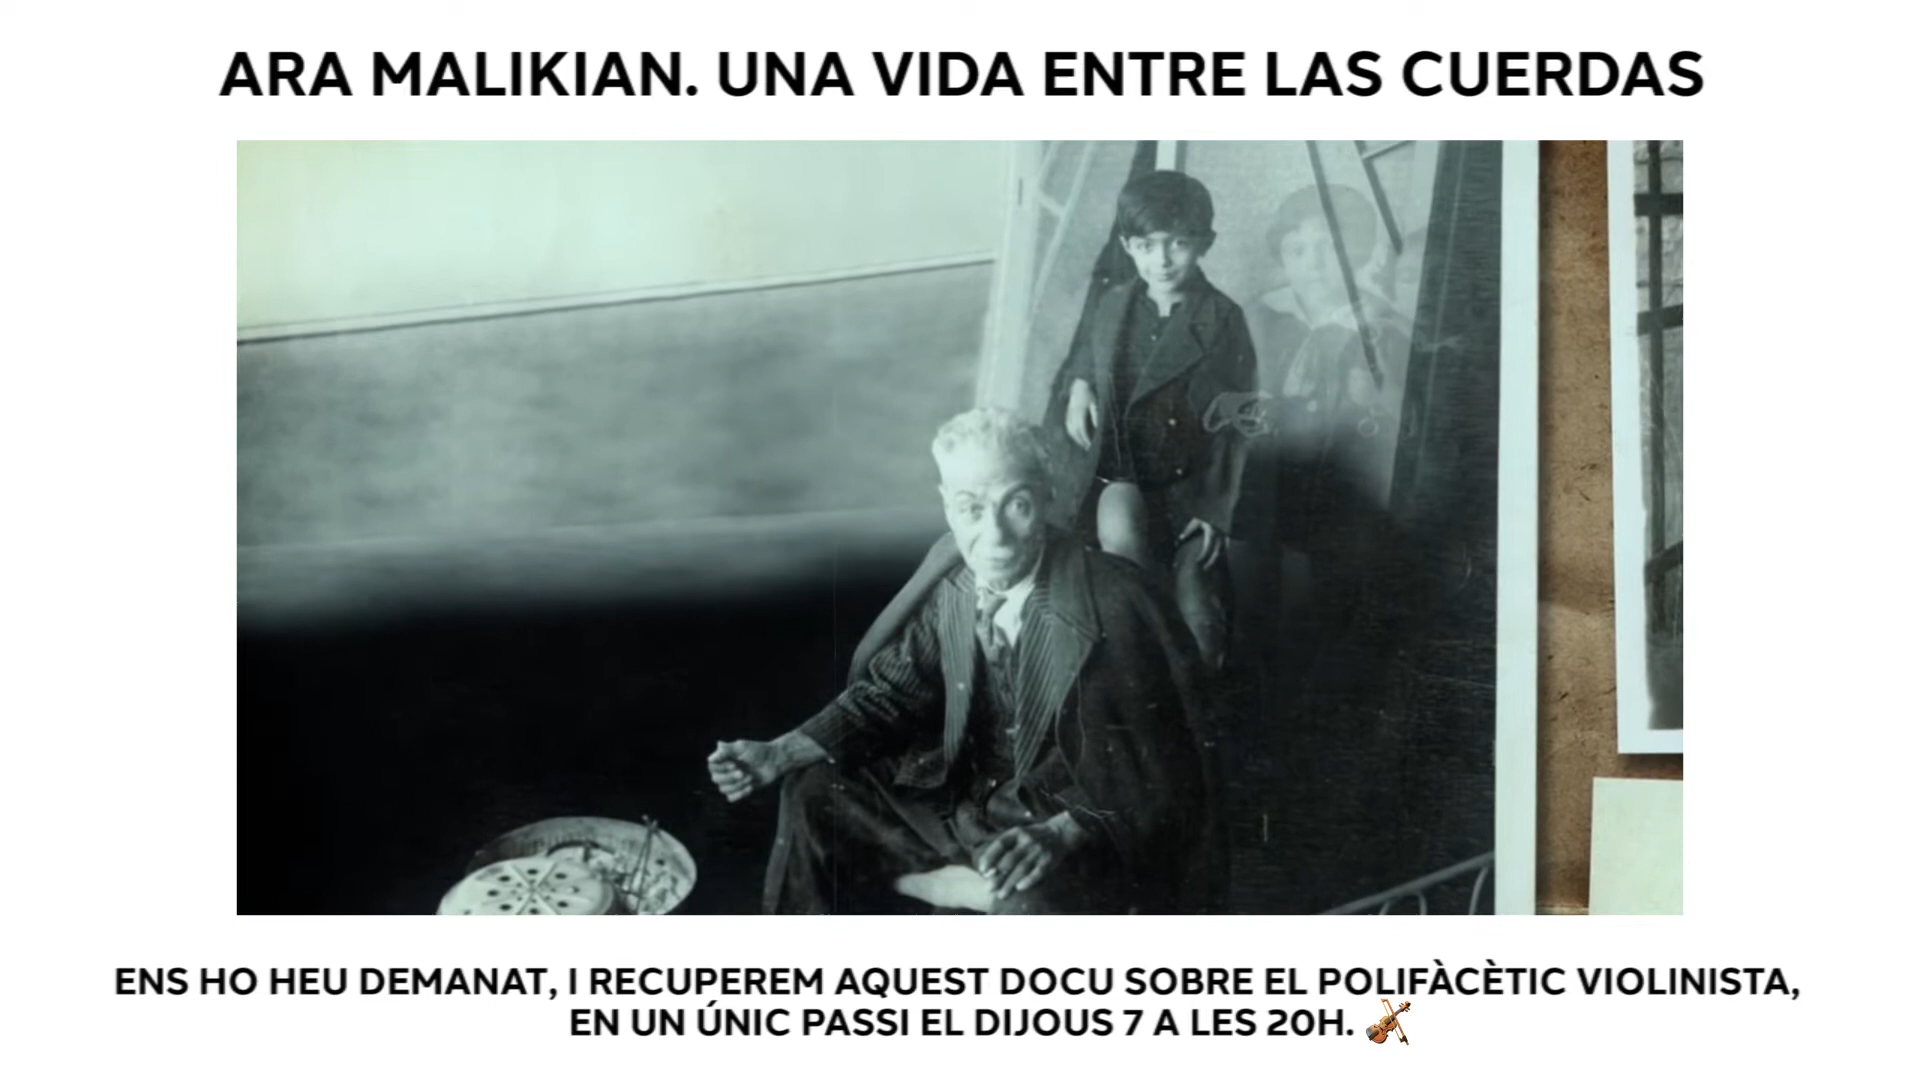 ARA MALIKIAN. UNA VIDA ENTRE LAS CUERDAS
ENS HO HEU DEMANAT, I RECUPEREM AQUEST DOCU SOBRE EL POLIFÀCÈTIC VIOLINISTA,
EN UN ÚNIC PASSI EL DIJOUS 7 A LES 20H. 🎻